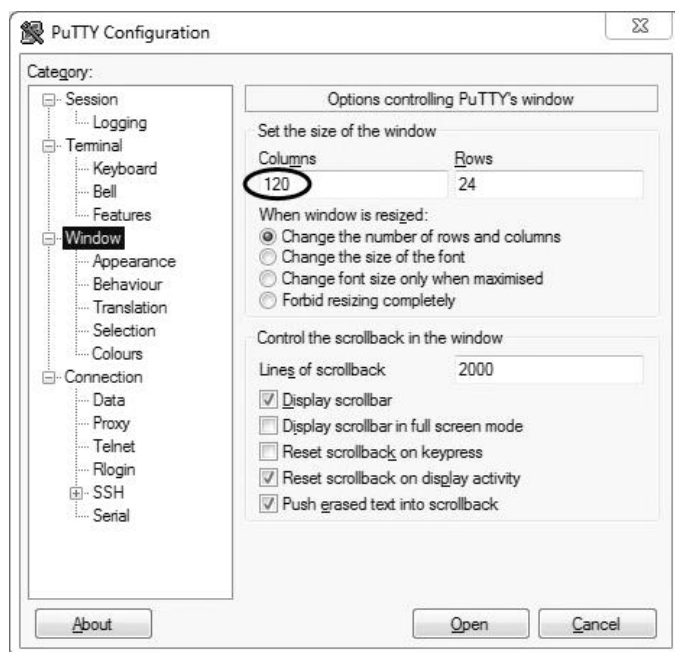 PuTTY Configuration
Category:
Session
Logging
Terminal
Keyboard
Bell
Features
Window
Appearance
Behaviour
Translation
Selection
Colours
Connection
Data
Proxy
Telnet
Rlogin
SSH
Serial
Options controlling PuTTY's window
Set the size of the window
Columns Rows
120 24
When window is resized:
Change the number of rows and columns
Change the size of the font
Change font size only when maximised
Forbid resizing completely
Control the scrollback in the window
Lines of scrollback 2000
Display scrollbar
Display scrollbar in full screen mode
Reset scrollback on keypress
Reset scrollback on display activity
Push erased text into scrollback
About Open Cancel